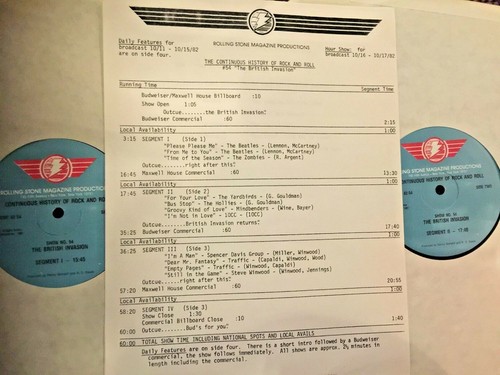 ROLLING STONE MAGAZINE PRODUCTIONS
Daily Features for
broadcast 10/11 - 10/15/82
are on side four.
Hour Show: for
broadcast 10/16 - 10/17/82
THE CONTINUOUS HISTORY OF ROCK AND ROLL
#54 "The British Invasion"
Running Time Segment Time
Budweiser/Maxwell House Billboard :10
Show Open 1:05
Outcue........the British Invasion."
Budweiser Commercial :60 2:15
Local Availability 1:00
3:15 SEGMENT I (Side 1)
"Please Please Me" - The Beatles - (Lennon, McCartney)
"From Me to You" - The Beatles - (Lennon, McCartney)
"Time of the Season" - The Zombies - (R. Argent)
Outcue.......right after this."
16:45 Maxwell House Commercial :60 13:30
Local Availability 1:00
17:45 SEGMENT II (Side 2)
"For Your Love" - The Yardbirds - (G. Gouldman)
"Bus Stop" - The Hollies - (G. Gouldman)
"Groovy Kind of Love" - Mindbenders - (Wine, Bayer)
"I'm Not in Love" - 10CC - (10CC)
Outcue........British Invasion returns."
35:25 Budweiser Commercial :60 17:40
Local Availability 1:00
36:25 SEGMENT III (Side 3)
"I'm A Man" - Spencer Davis Group - (Miller, Winwood)
"Dear Mr. Fantasy" - Traffic - (Capaldi, Winwood, Wood)
"Empty Pages" - Traffic - (Winwood, Capaldi)
"Still in the Game" - Steve Winwood - (Winwood, Jennings)
Outcue........right after this."
57:20 Maxwell House Commercial :60 20:55
Local Availability 1:00
58:20 SEGMENT IV (Side 3)
Show Close 1:30
Commercial Billboard Close :10
60:00 Outcue........Bud's for you." 1:40
60:00 TOTAL SHOW TIME INCLUDING NATIONAL SPOTS AND LOCAL AVAILS
Daily Features are on side four. There is a short intro followed by a Budweiser
commercial, the show follows immediately. All shows are approx. 2½ minutes in
length including the commercial.
ROLLING STONE MAGAZINE PRODUCTIONS
CONTINUOUS HISTORY OF ROCK AND ROLL
SHOW NO. 54
THE BRITISH INVASION
SEGMENT I - 13:45
ROLLING STONE MAGAZINE PRODUCTIONS
CONTINUOUS HISTORY OF ROCK AND ROLL
SHOW NO. 54
THE BRITISH INVASION